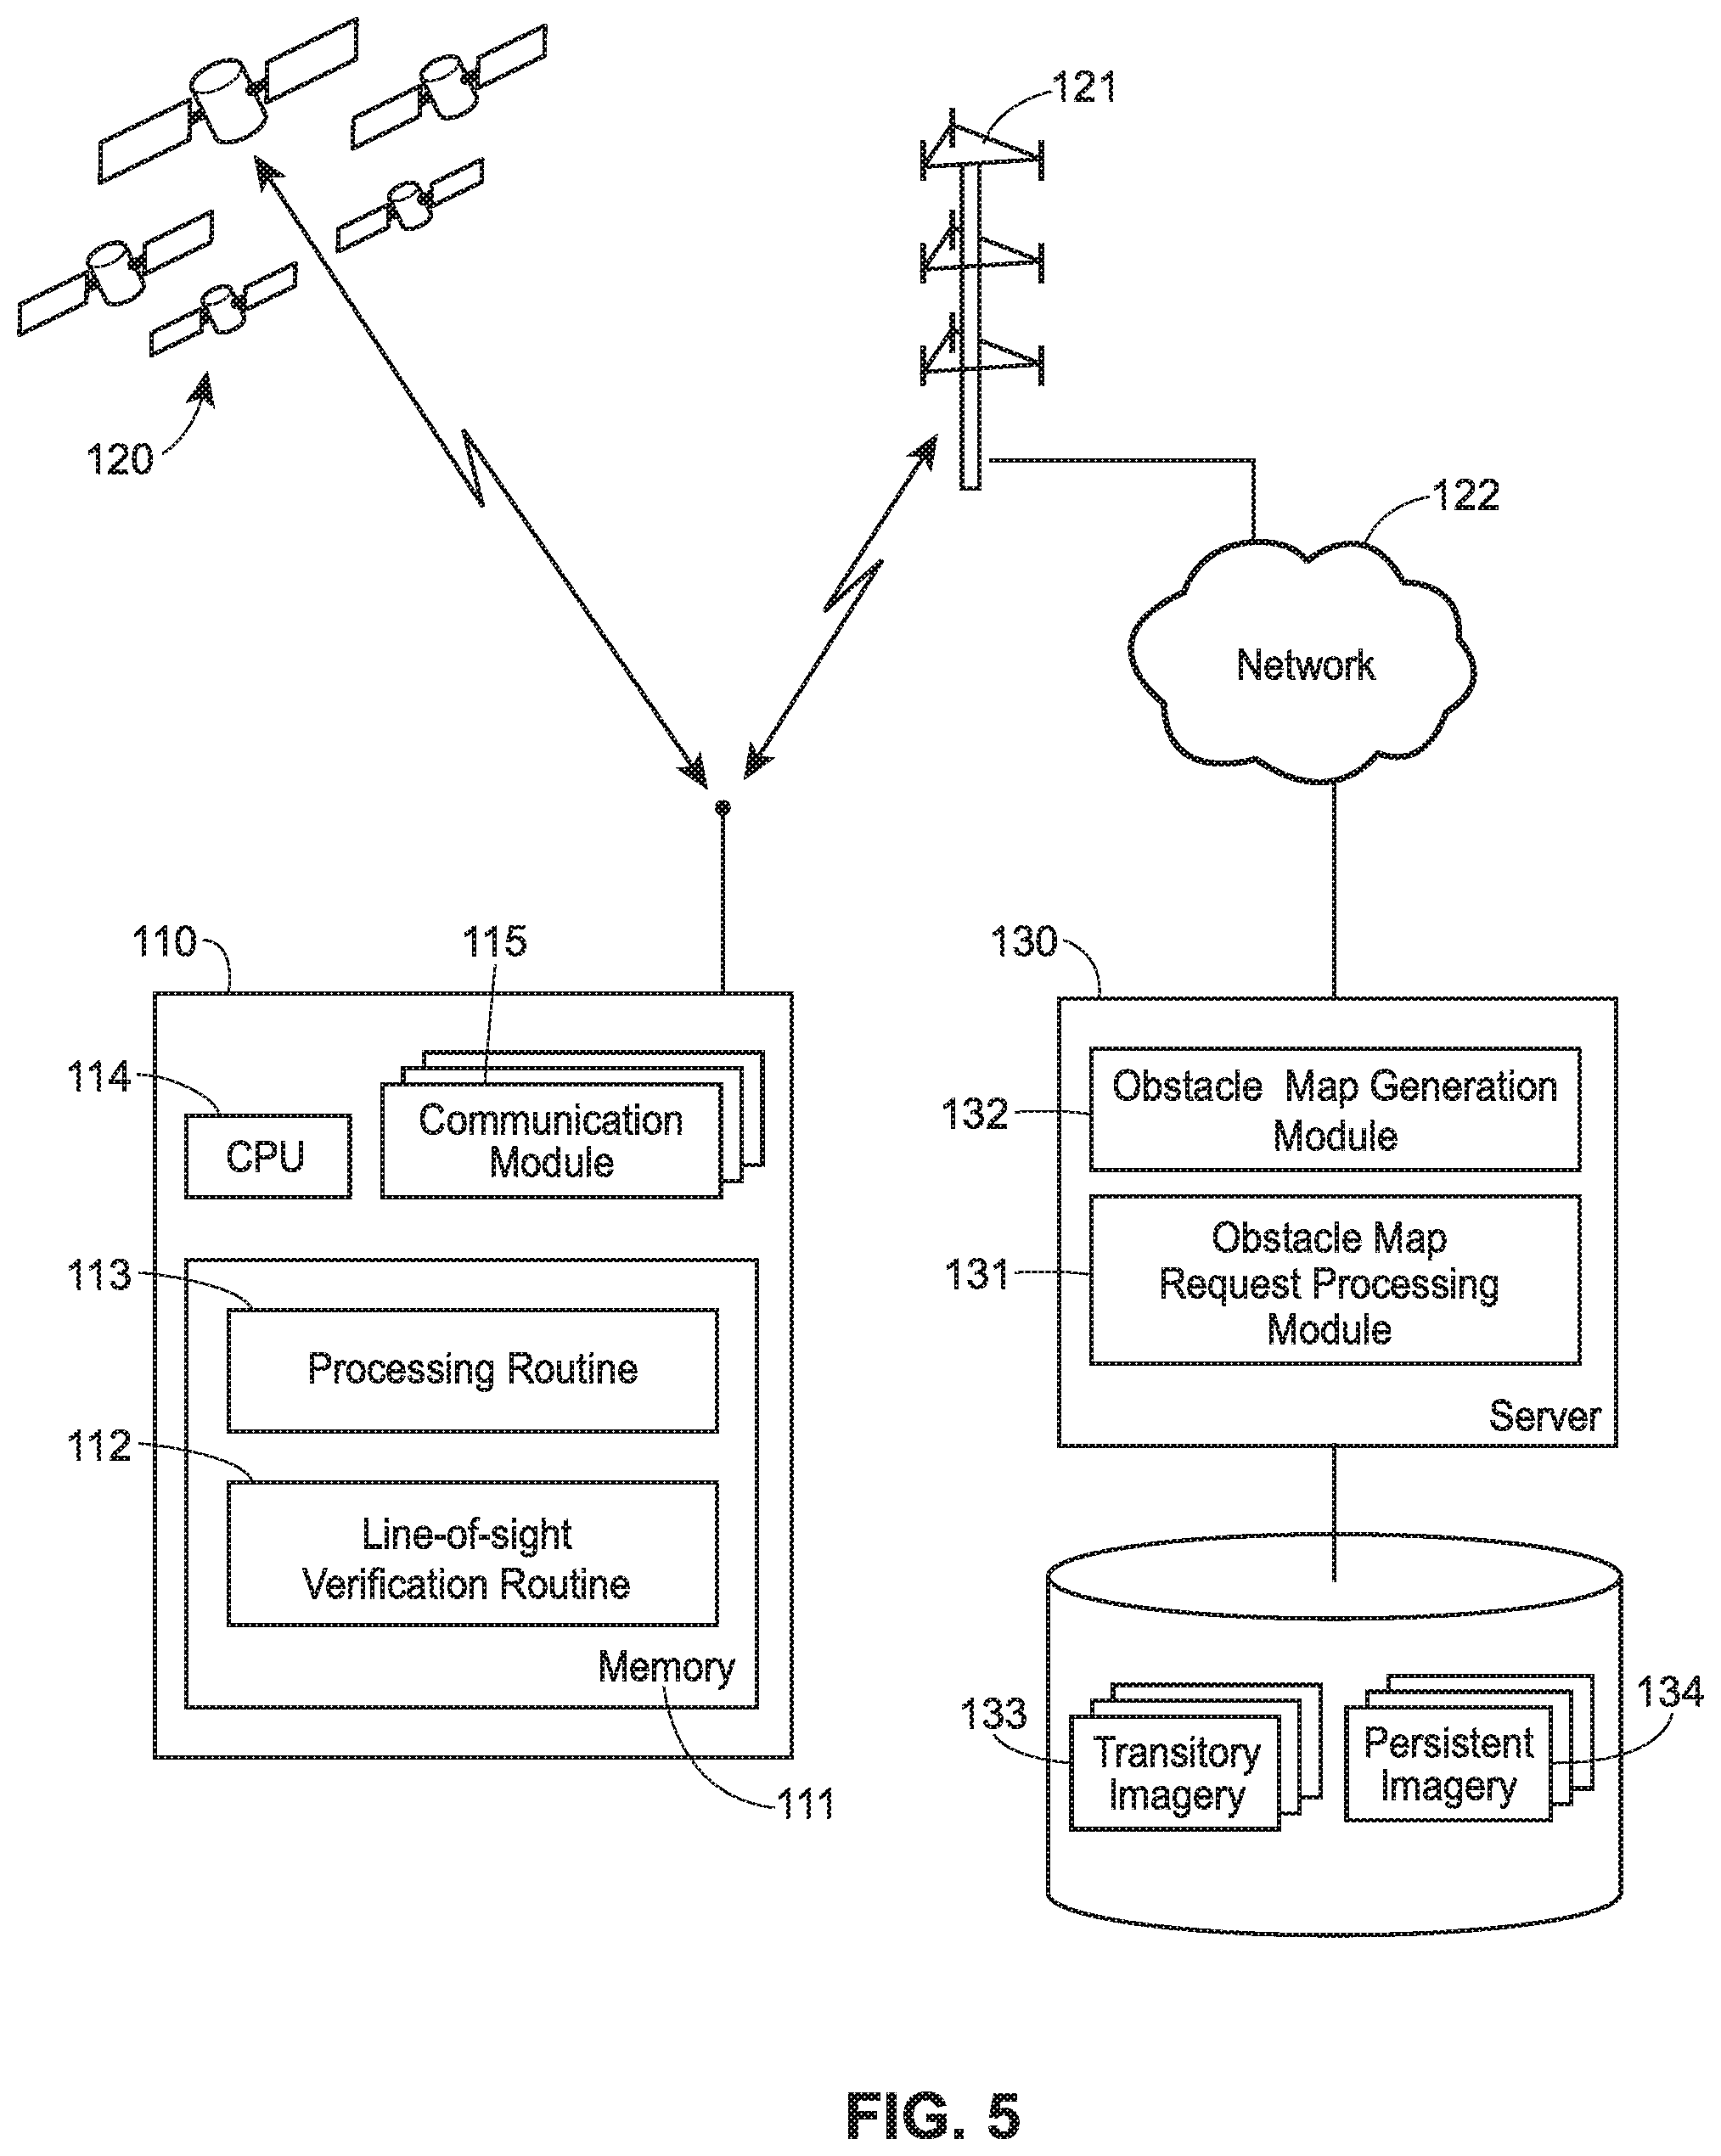 121
120
122
Network
110
115
130
114
CPU
Communication
Module
132
Obstacle Map Generation
Module
113
Processing Routine
131
Obstacle Map
Request Processing
Module
Server
112
Line-of-sight
Verification Routine
Memory
111
133
Transitory
Imagery
Persistent
Imagery
134
FIG. 5